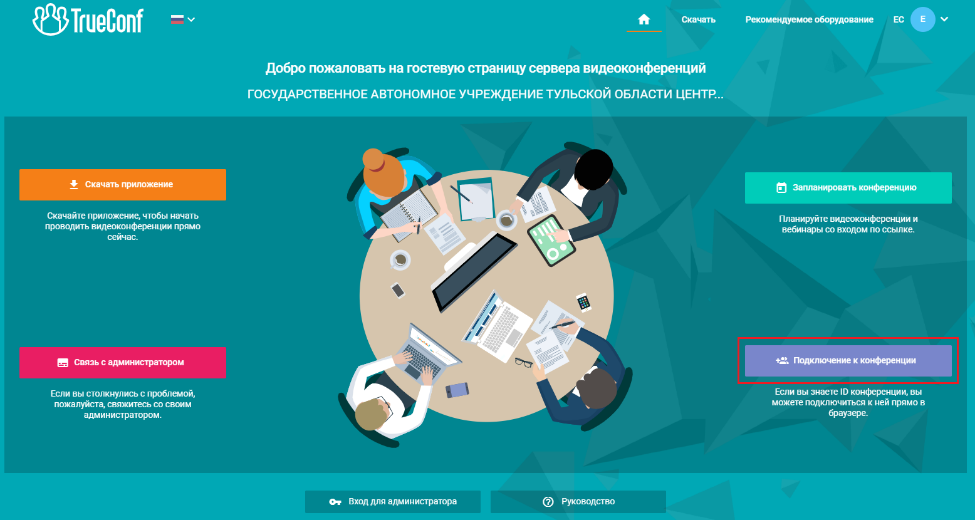 TrueConf
Скачать
Рекомендуемое оборудование
ЕС
E
Добро пожаловать на гостевую страницу сервера видеоконференций
ГОСУДАРСТВЕННОЕ АВТОНОМНОЕ УЧРЕЖДЕНИЕ ТУЛЬСКОЙ ОБЛАСТИ ЦЕНТР...
Скачать приложение
Скачайте приложение, чтобы начать
проводить видеоконференции прямо
сейчас.
Запланировать конференцию
Планируйте видеоконференции и
вебинары со входом по ссылке.
Связь с администратором
Если вы столкнулись с проблемой,
пожалуйста, свяжитесь со своим
администратором.
Подключение к конференции
Если вы знаете ID конференции, вы
можете подключиться к ней прямо в
браузере.
Вход для администратора
Руководство